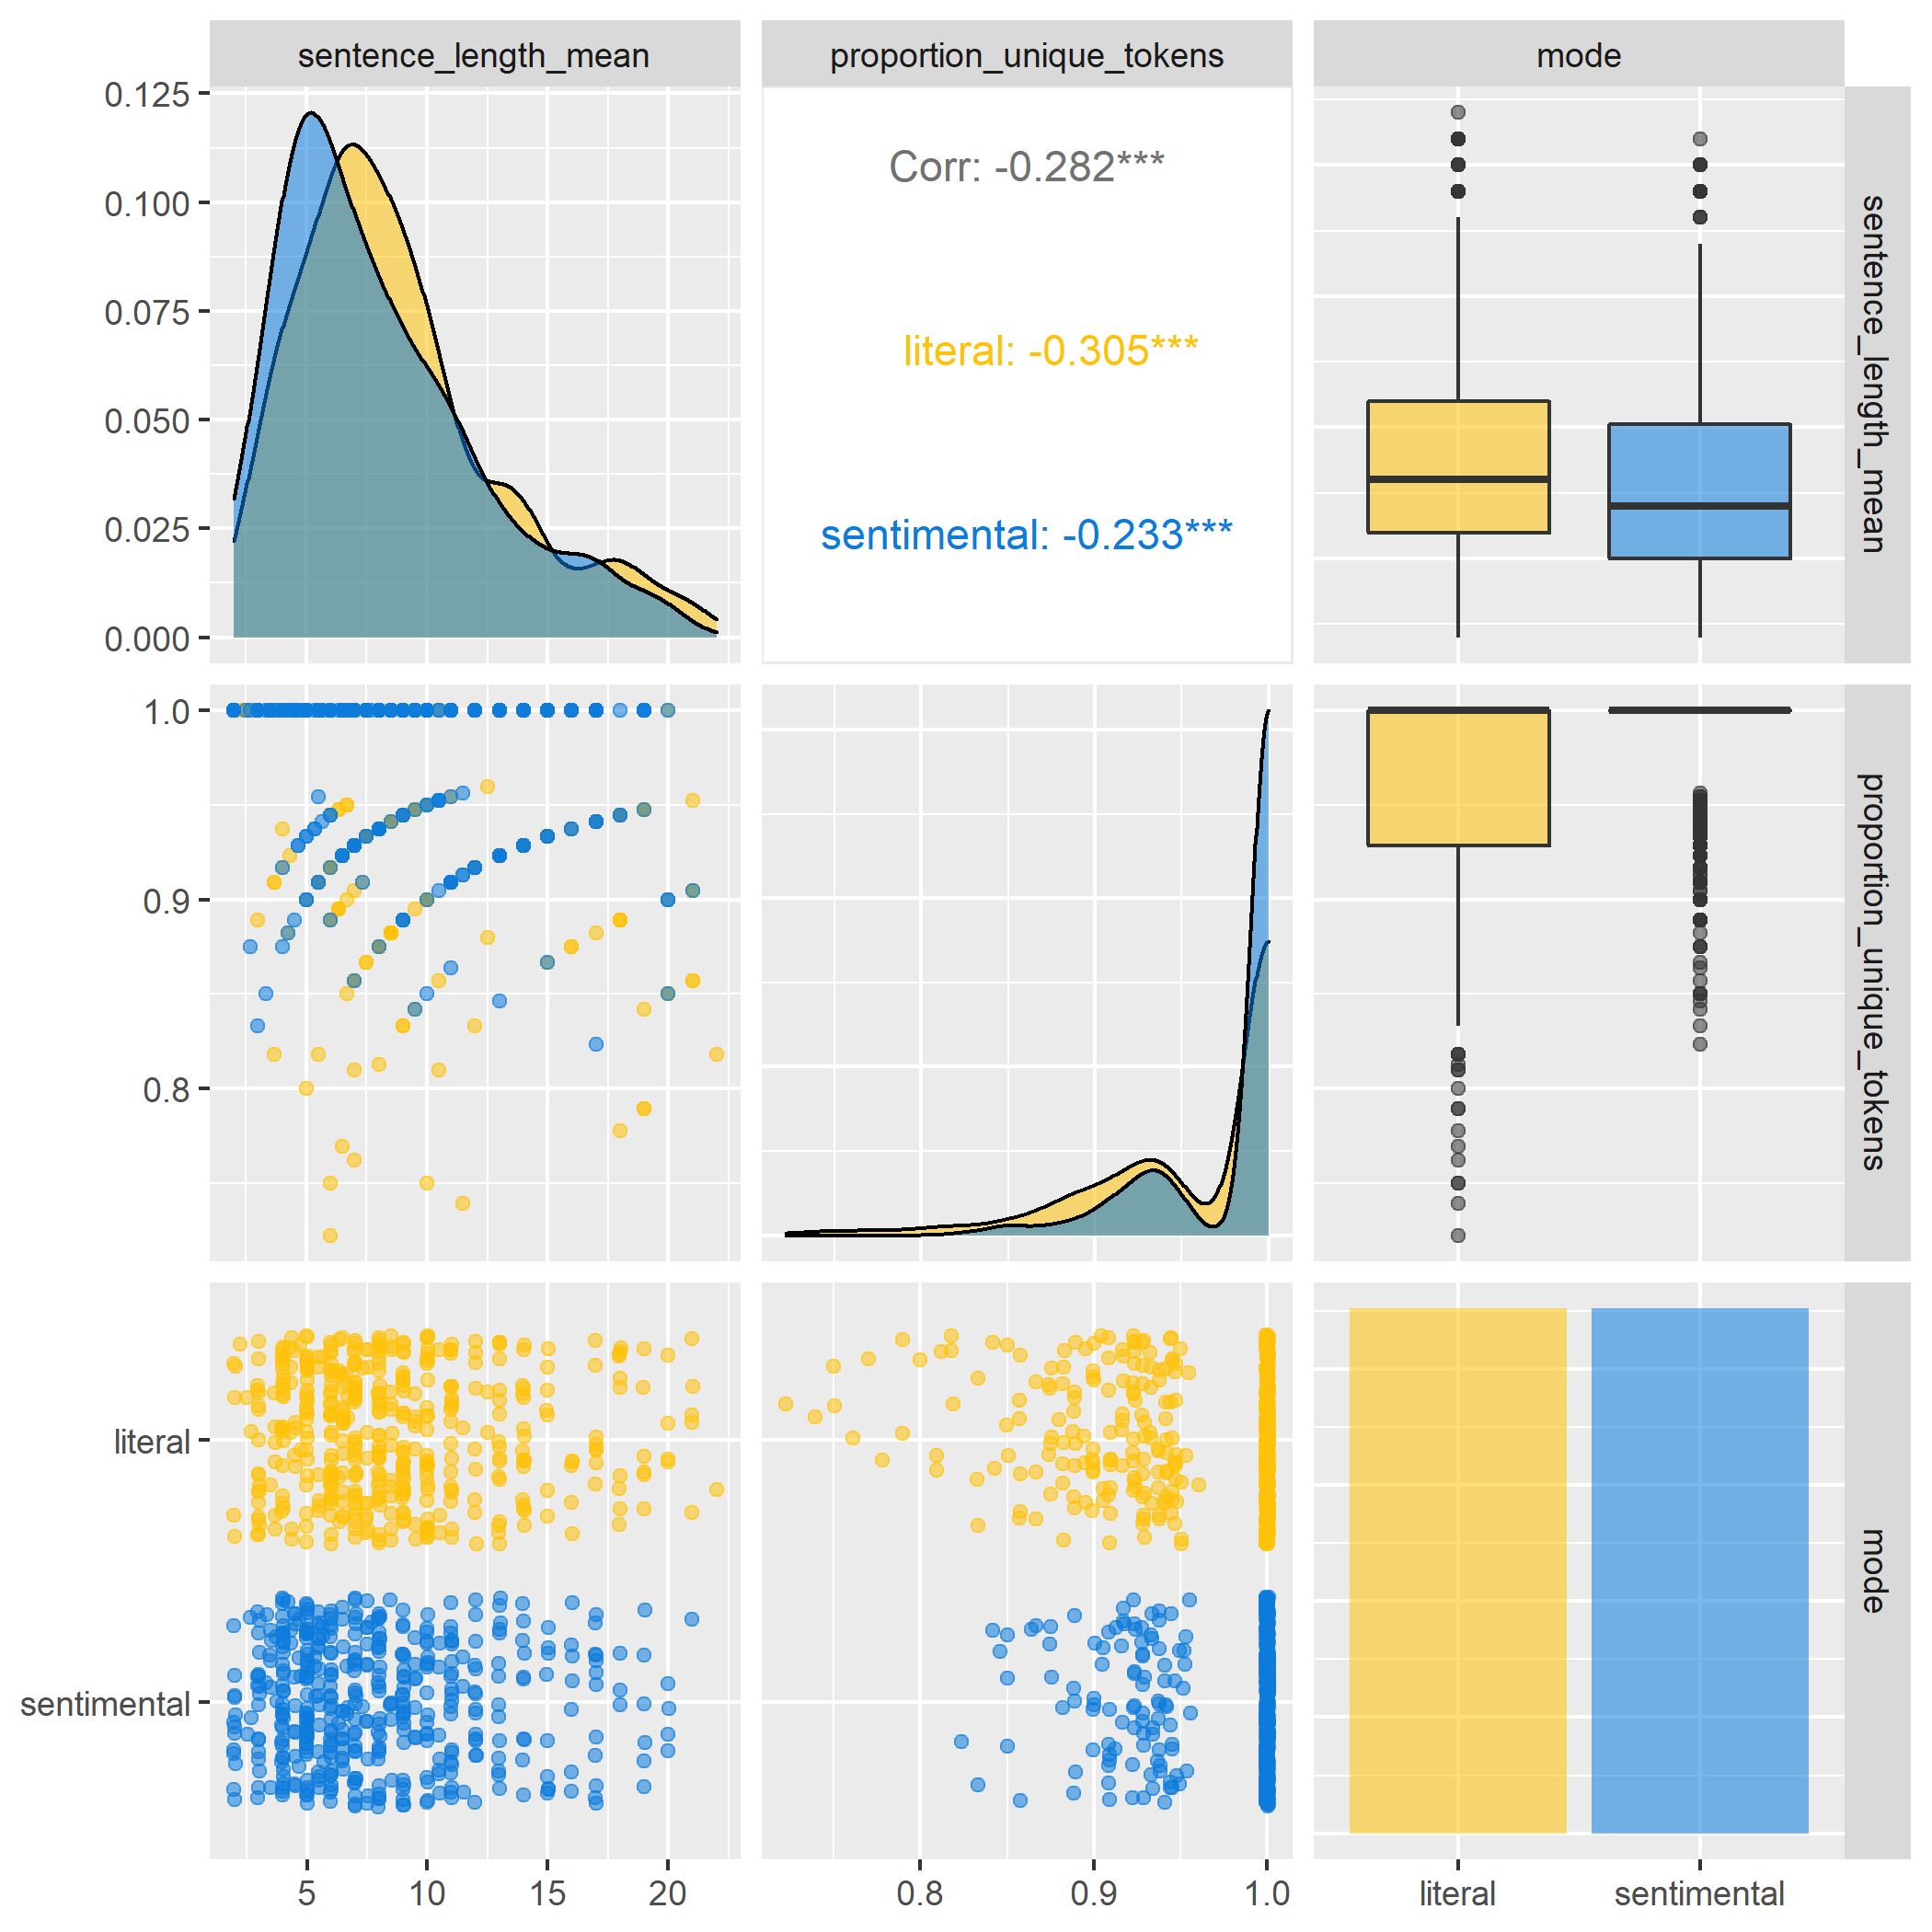 sentence_length_mean
proportion_unique_tokens
mode
0.125
0.100
0.075
0.050
0.025
0.000
Corr: -0.282***
literal: -0.305***
sentimental: -0.233***
sentence_length_mean
1.0
0.9
0.8
proportion_unique_tokens
literal
sentimental
mode
5 10 15 20
0.8 0.9 1.0
literal sentimental